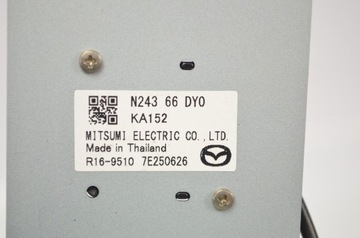 N243 66 DY0
KA152
MITSUMI ELECTRIC CO.,LTD.
Made in Thailand
R16-9510 7E250626